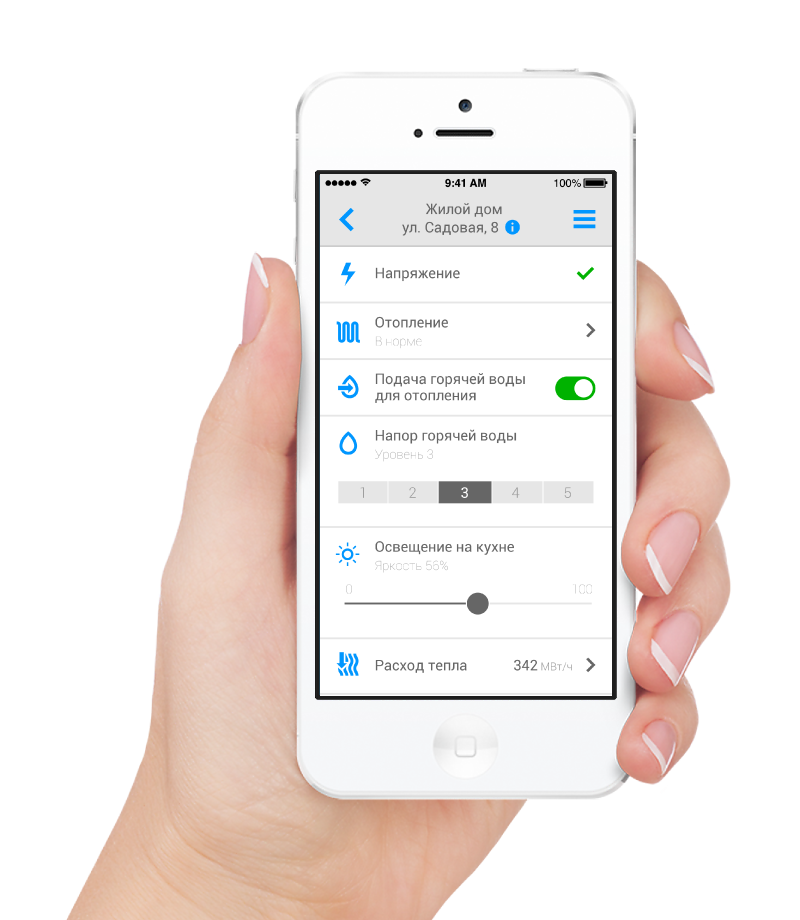 9:41 AM 100%
Жилой дом
ул. Садовая, 8
Напряжение
Отопление
В норме
Подача горячей воды
для отопления
Напор горячей воды
Уровень 3
1 2 3 4 5
Освещение на кухне
Яркость 56%
0 100
Расход тепла 342 МВт/ч